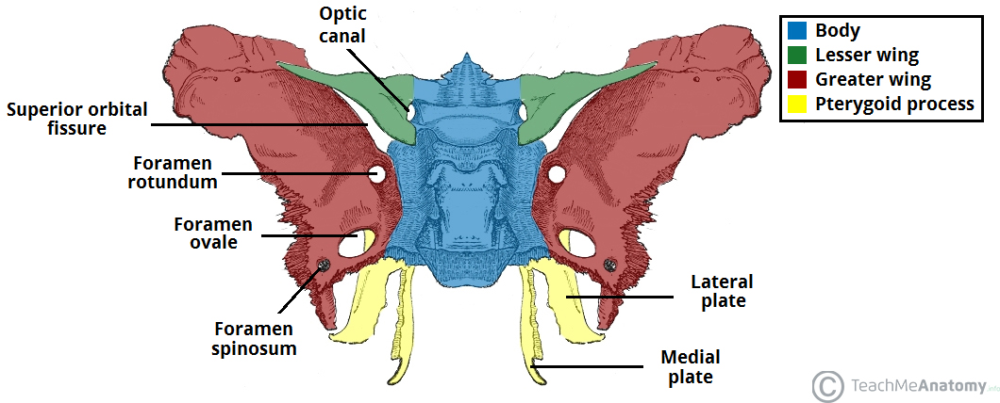 Optic
canal
Body
Lesser wing
Greater wing
Pterygoid process
Superior orbital
fissure
Foramen
rotundum
Foramen
ovale
Foramen
spinosum
Lateral
plate
Medial
plate
© TeachMeAnatomy.info